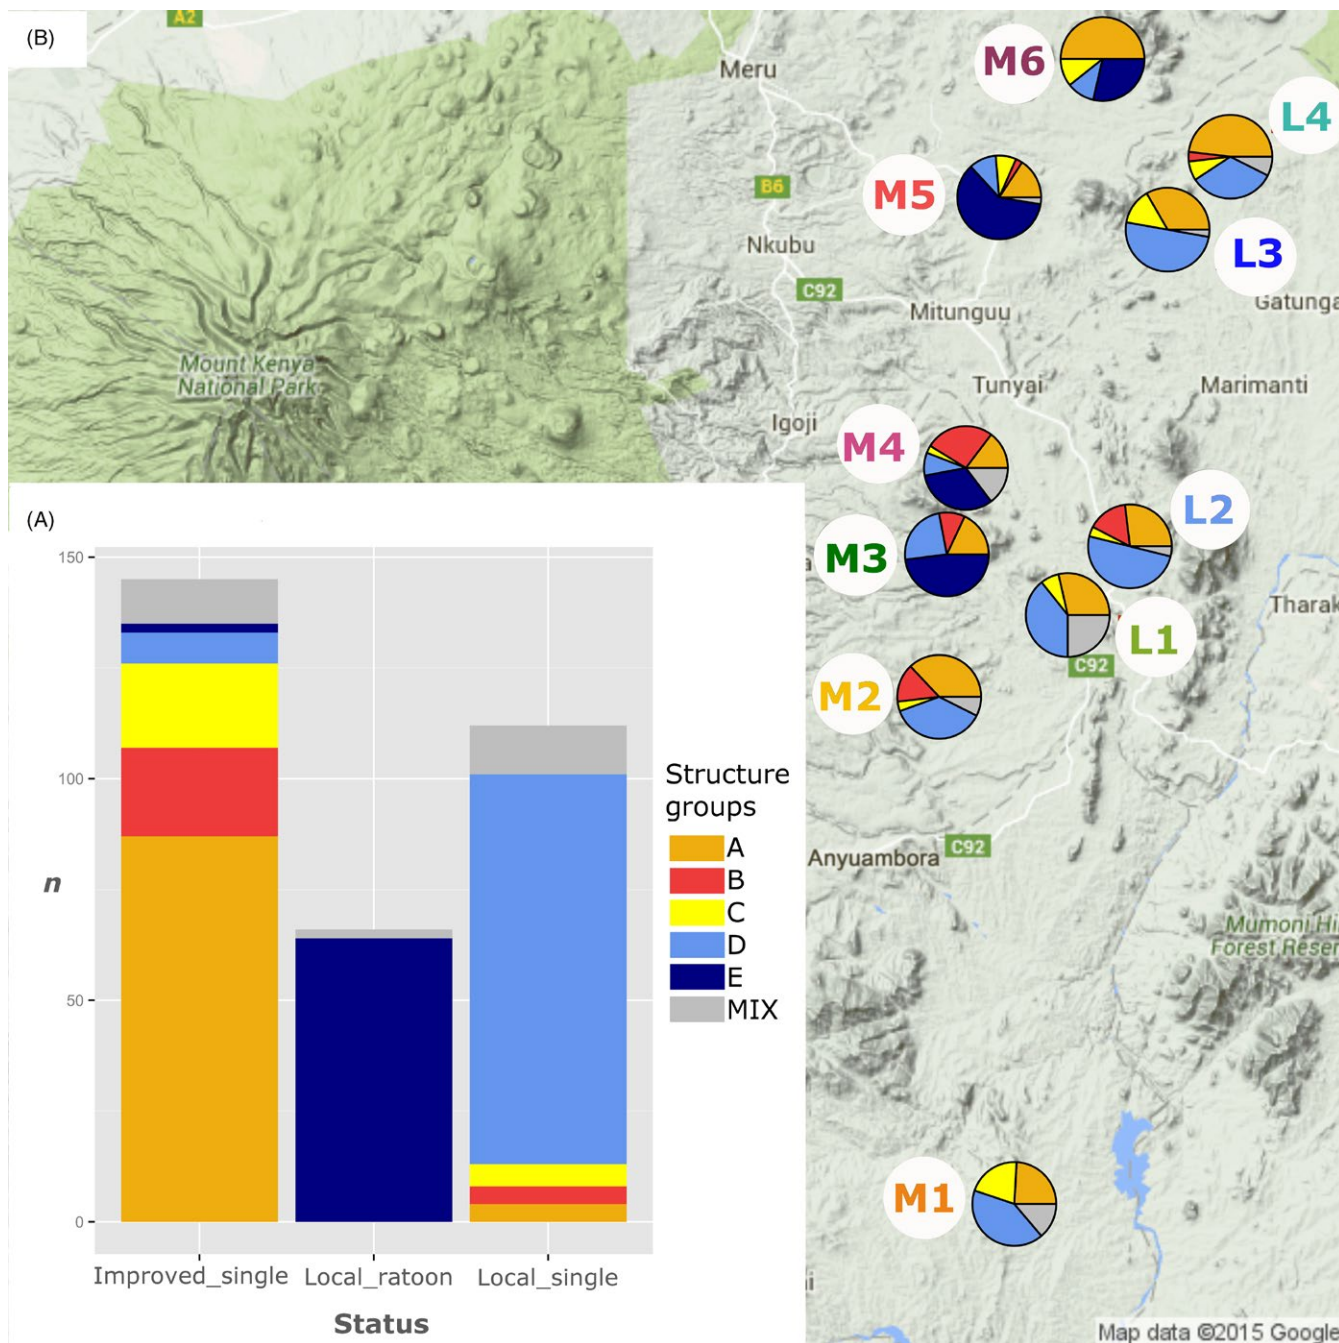 (B)
A2
Meru
M6
L4
M5
B6
Nkubu
L3
C92
Mitunguu
Gatunga
Mount Kenya
National Park
Tunyai
Marimanti
Igoji
M4
L2
(A)
M3
a
150
Tharak
L1
C92
M2
100
Structure
groups
A
B
C
D
E
MIX
n
C92
Anyuambora
Mumoni Hi
Forest Reser
50
0
M1
Improved_single
Local_ratoon
Local_single
Status
Map data ©2015 Google